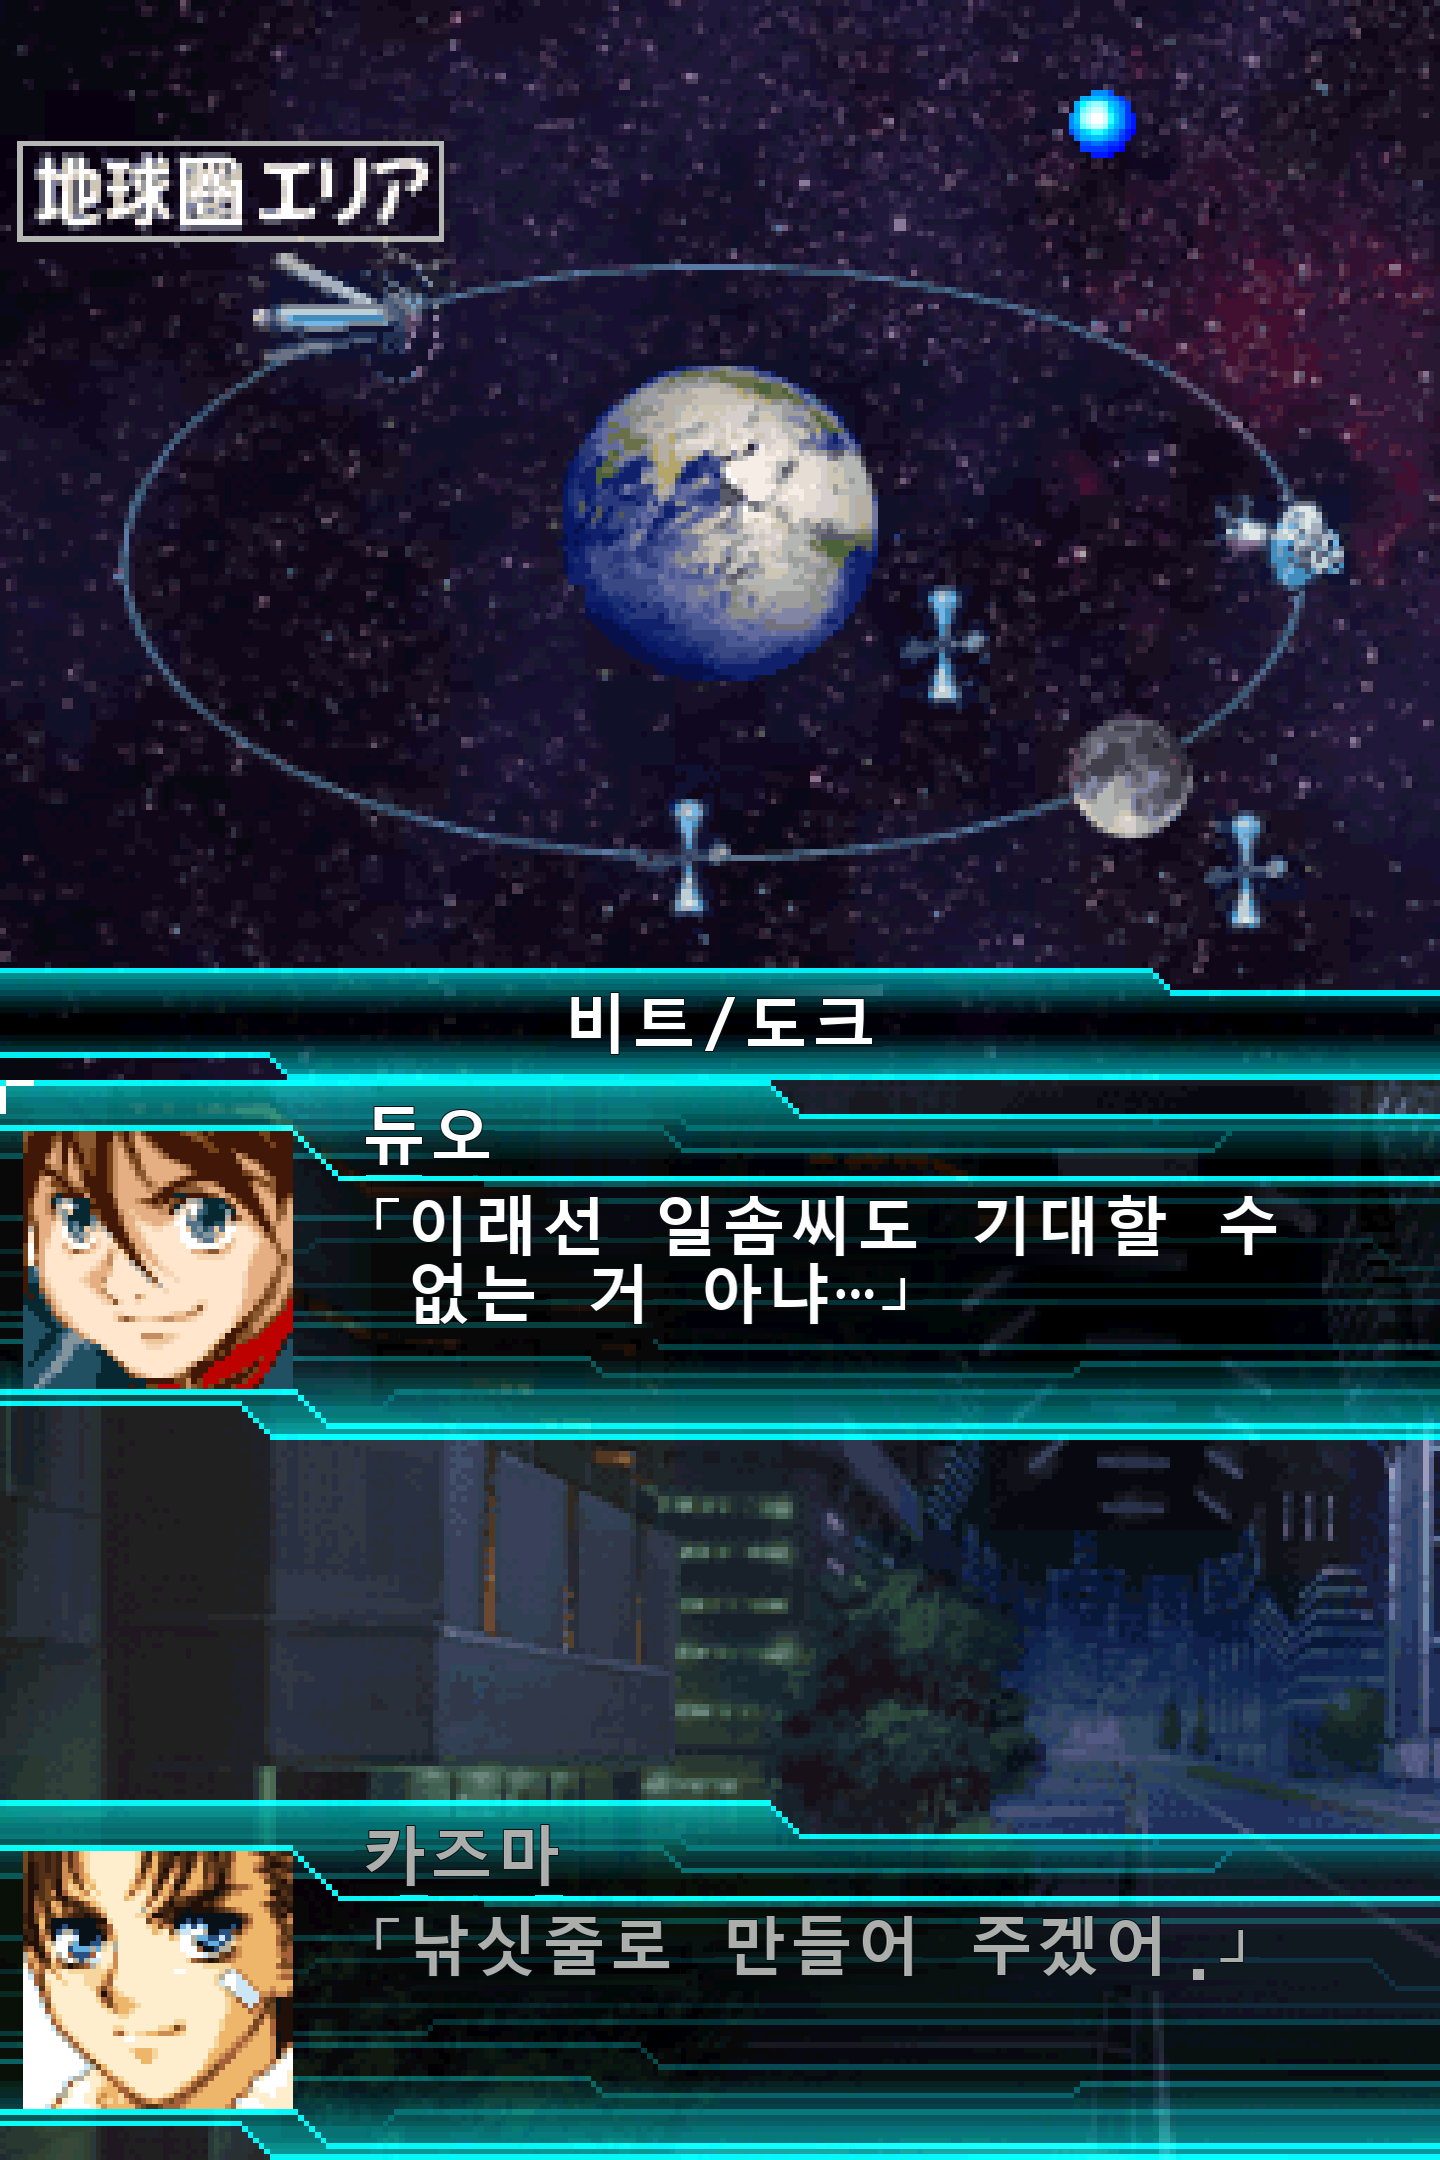 地球圏エリア
비트/도크
듀오
「이래선 일솜씨도 기대할 수
없는 거 아냐…」
카즈마
「낚싯줄로 만들어 주겠어.」